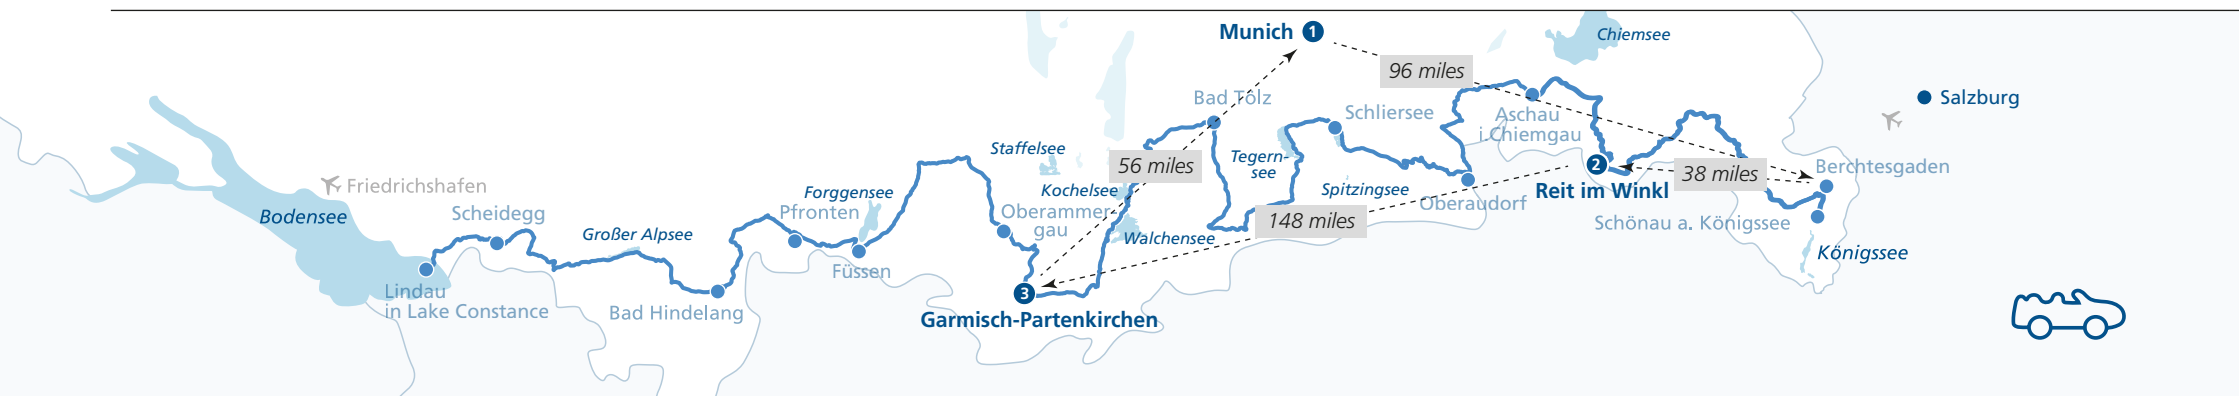 Munich 1
Chiemsee
96 miles
Bad Tölz
Salzburg
Schliersee
Aschau
i.Chiemgau
Staffelsee
Tegern-
see
56 miles
2
38 miles
Berchtesgaden
Friedrichshafen
Forggensee
Kochelsee
Spitzingsee
Reit im Winkl
Bodensee
Scheidegg
Pfronten
Oberammer-
gau
148 miles
Oberaudorf
Schönau a. Königssee
Großer Alpsee
Walchensee
Königssee
Füssen
Lindau
in Lake Constance
Bad Hindelang
3
Garmisch-Partenkirchen